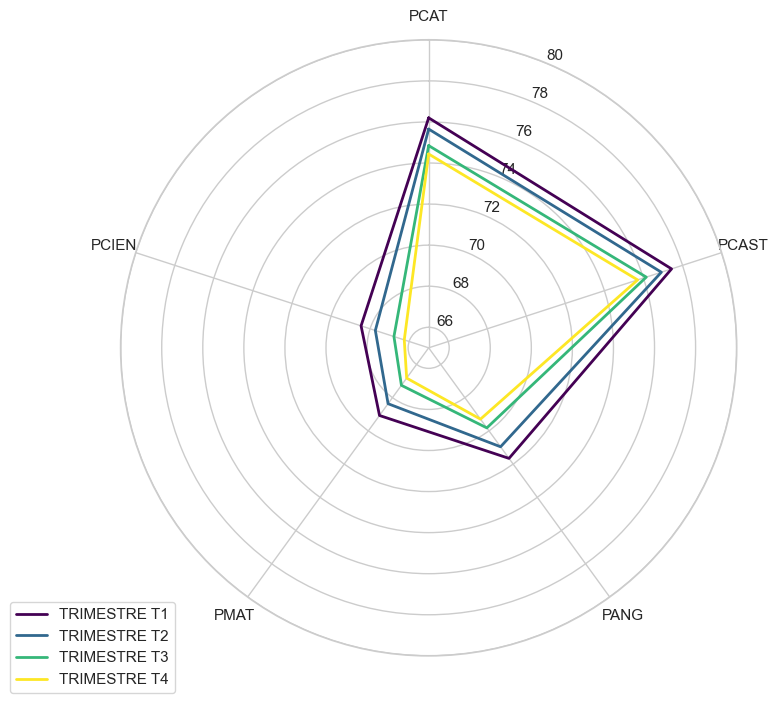 PCAT
80
78
76
74
72
70
68
66
PCIEN
PCAST
PMAT
PANG
TRIMESTRE T1
TRIMESTRE T2
TRIMESTRE T3
TRIMESTRE T4